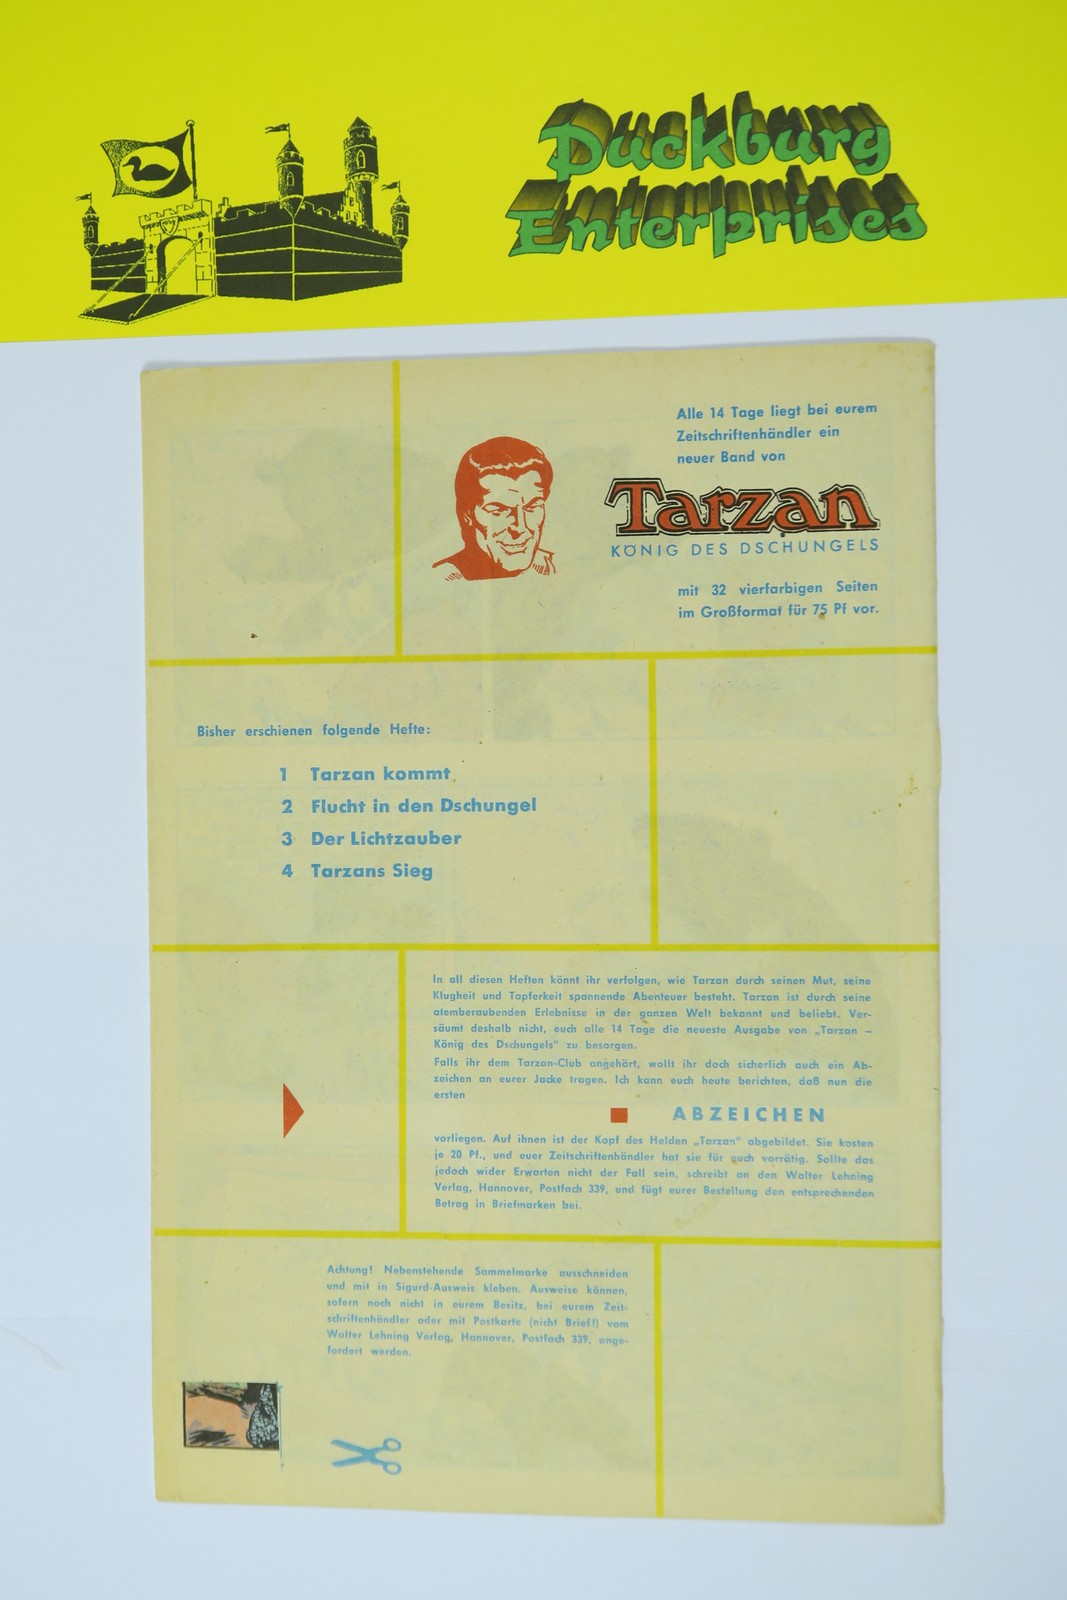 Duckburg
Enterprises
Alle 14 Tage liegt bei eurem
Zeitschriftenhändler ein
neuer Band von
Tarzan
KÖNIG DES DSCHUNGELS
mit 32 vierfarbigen Seiten
im Großformat für 75 Pf vor.
Bisher erschienen folgende Hefte:
1 Tarzan kommt
2 Flucht in den Dschungel
3 Der Lichtzauber
4 Tarzans Sieg
In all diesen Heften könnt ihr verfolgen, wie Tarzan durch seinen Mut, seine
Klugheit und Tapferkeit spannende Abenteuer besteht. Tarzan ist durch seine
atemberaubenden Erlebnisse in der ganzen Welt bekannt und beliebt. Ver-
säumt deshalb nicht, euch alle 14 Tage die neueste Ausgabe von „Tarzan –
König des Dschungels" zu besorgen.
Falls ihr dem Tarzan-Club angehört, wollt ihr doch sicherlich auch ein Ab-
zeichen an eurer Jacke tragen. Ich kann euch heute berichten, daß nun die
ersten
ABZEICHEN
vorliegen. Auf ihnen ist der Kopf des Helden „Tarzan" abgebildet. Sie kosten
je 20 Pf., und euer Zeitschriftenhändler hat sie für euch vorrätig. Sollte das
jedoch wider Erwarten nicht der Fall sein, schreibt an den Walter Lehning
Verlag, Hannover, Postfach 339, und fügt eurer Bestellung den entsprechenden
Betrag in Briefmarken bei.
Achtung! Nebenstehende Sammelmarke ausschneiden
und mit in Sigurd-Ausweis kleben. Ausweise können,
sofern noch nicht in eurem Besitz, bei eurem Zeit-
schriftenhändler oder mit Postkarte (nicht Brief!) vom
Walter Lehning Verlag, Hannover, Postfach 339, ange-
fordert werden.